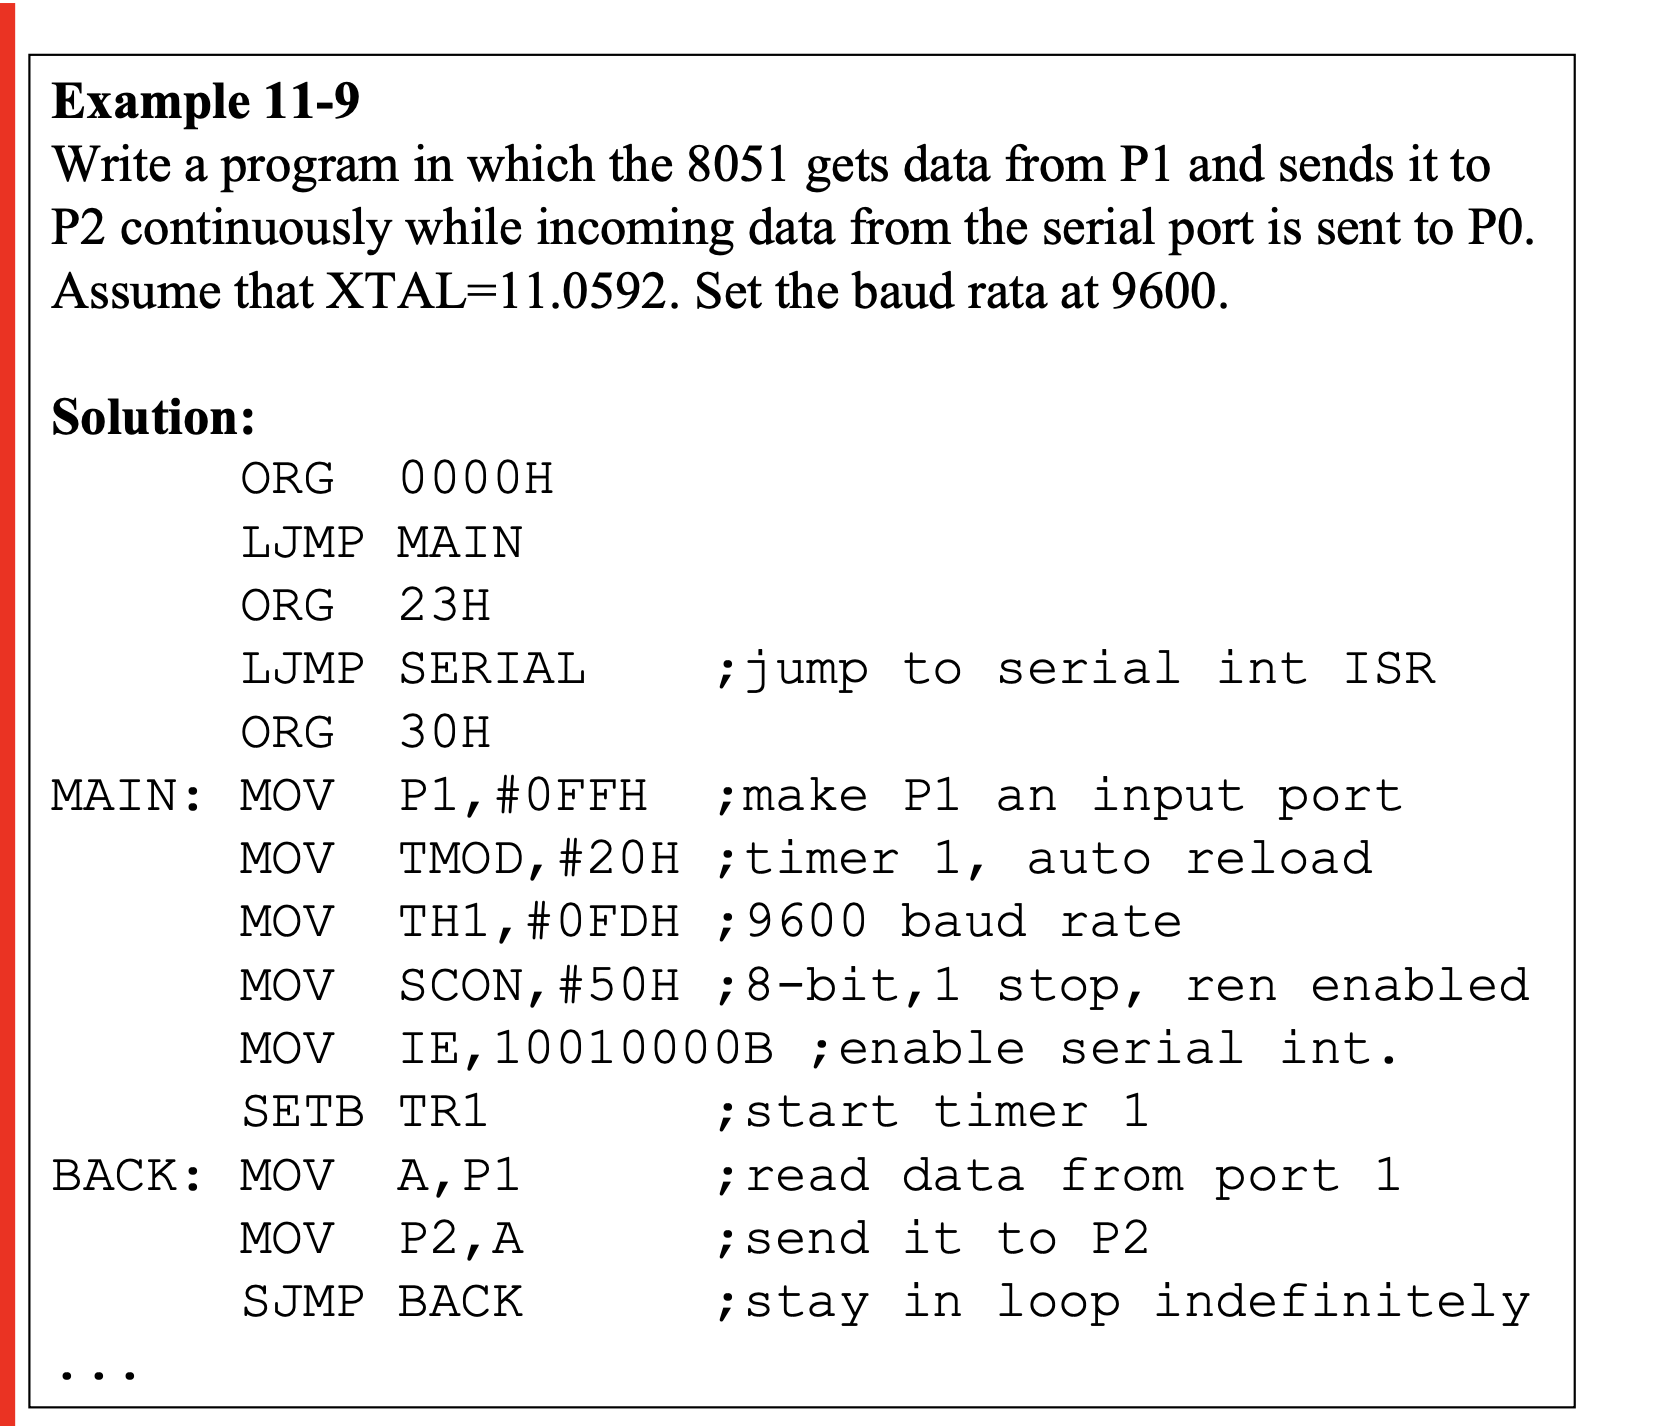 Example 11-9
Write a program in which the 8051 gets data from P1 and sends it to
P2 continuously while incoming data from the serial port is sent to P0.
Assume that XTAL=11.0592. Set the baud rata at 9600.
Solution:
ORG 0000H
LJMP MAIN
ORG 23H
LJMP SERIAL ;jump to serial int ISR
ORG 30H
MAIN: MOV P1,#0FFH ;make P1 an input port
MOV TMOD,#20H ;timer 1, auto reload
MOV TH1,#0FDH ;9600 baud rate
MOV SCON,#50H ;8-bit,1 stop, ren enabled
MOV IE,10010000B ;enable serial int.
SETB TR1 ;start timer 1
BACK: MOV A,P1 ;read data from port 1
MOV P2,A ;send it to P2
SJMP BACK ;stay in loop indefinitely
...